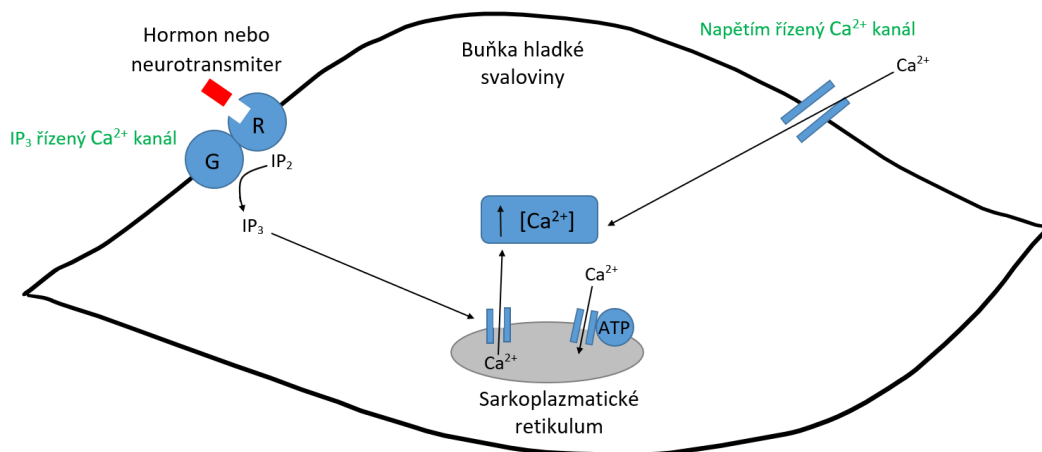 Hormon nebo
neurotransmiter
Buňka hladké
svaloviny
Napětím řízený Ca²⁺ kanál
Ca²⁺
IP₃ řízený Ca²⁺ kanál
R
G
IP₂
IP₃
↑ [Ca²⁺]
Ca²⁺
ATP
Ca²⁺
Sarkoplazmatické
retikulum